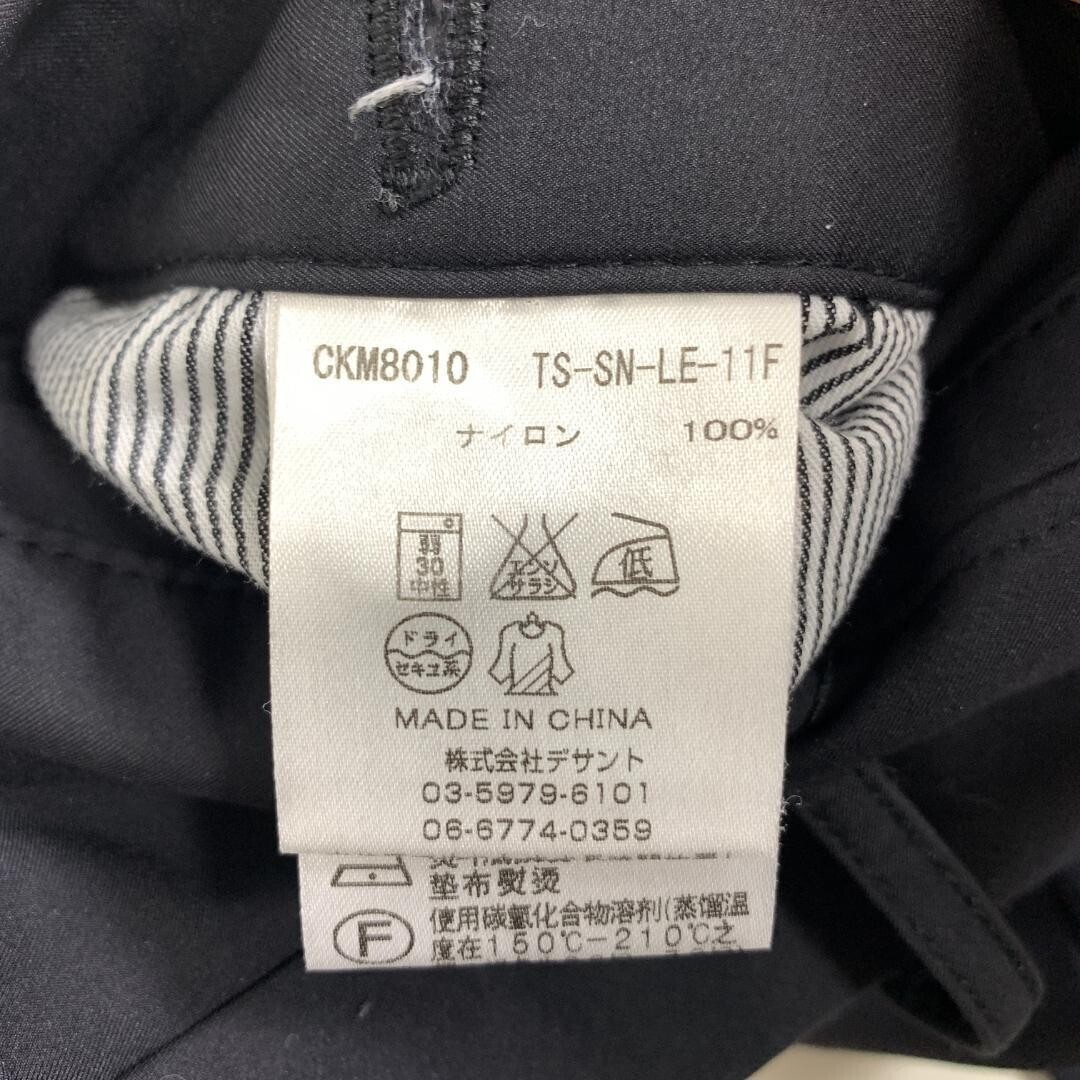 CKM8010 TS-SN-LE-11F
ナイロン 100%
弱
30
中性
エンソ
サラシ
低
ドライ
セキユ系
MADE IN CHINA
株式会社デサント
03-5979-6101
06-6774-0359
垫布熨烫
F
使用碳氢化合物溶剂(蒸馏温
度在150℃-210℃之